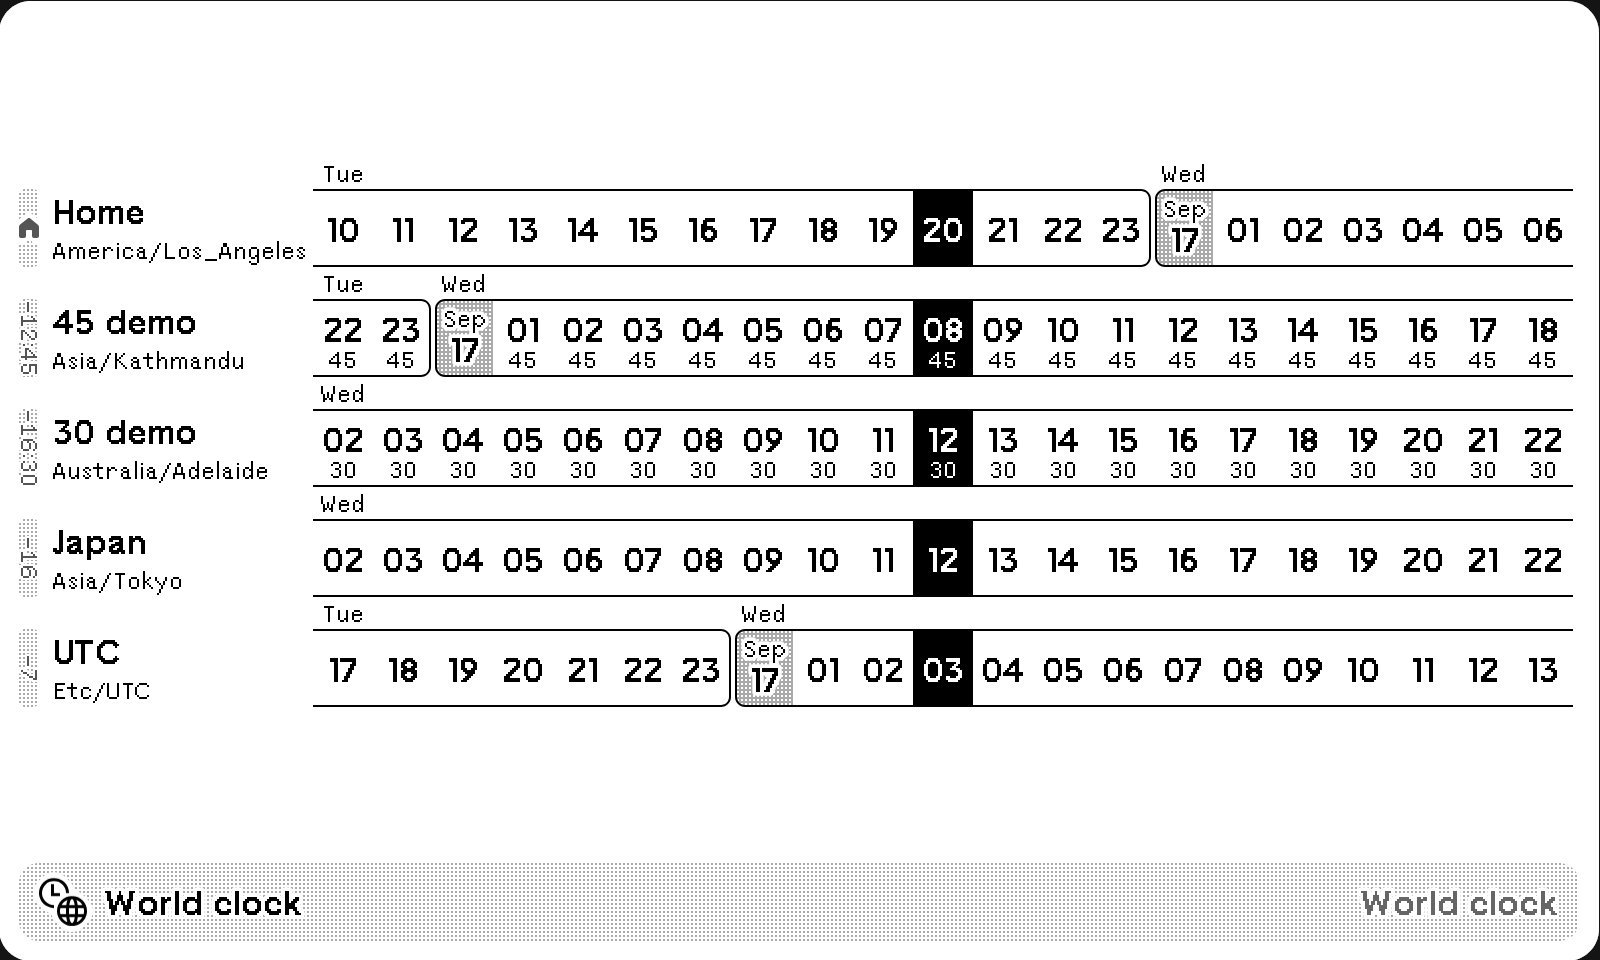 Tue Wed
Home
America/Los_Angeles
10 11 12 13 14 15 16 17 18 19 20 21 22 23 Sep 17 01 02 03 04 05 06
Tue Wed
-12:45
45 demo
Asia/Kathmandu
22 23 Sep 17 01 02 03 04 05 06 07 08 09 10 11 12 13 14 15 16 17 18
45 45 45 45 45 45 45 45 45 45 45 45 45 45 45 45 45 45 45 45
Wed
-16:30
30 demo
Australia/Adelaide
02 03 04 05 06 07 08 09 10 11 12 13 14 15 16 17 18 19 20 21 22
30 30 30 30 30 30 30 30 30 30 30 30 30 30 30 30 30 30 30 30 30
Wed
-16
Japan
Asia/Tokyo
02 03 04 05 06 07 08 09 10 11 12 13 14 15 16 17 18 19 20 21 22
Tue Wed
-7
UTC
Etc/UTC
17 18 19 20 21 22 23 Sep 17 01 02 03 04 05 06 07 08 09 10 11 12 13
World clock World clock